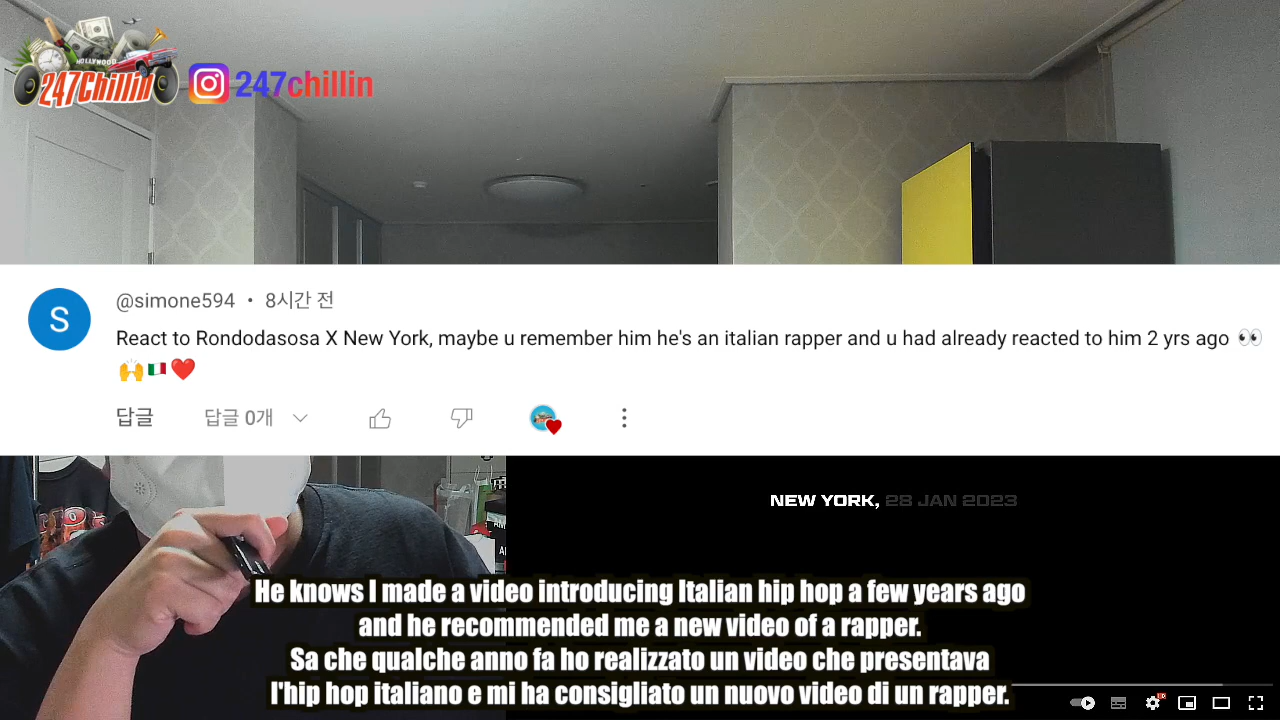 HOLLYWOOD
247Chillin
247chillin
S
@simone594 • 8시간 전
React to Rondodasosa X New York, maybe u remember him he's an italian rapper and u had already reacted to him 2 yrs ago 👀
🙌🇮🇹❤️
답글 답글 0개
NEW YORK, 28 JAN 2023
He knows I made a video introducing Italian hip hop a few years ago
and he recommended me a new video of a rapper.
Sa che qualche anno fa ho realizzato un video che presentava
l'hip hop italiano e mi ha consigliato un nuovo video di un rapper.